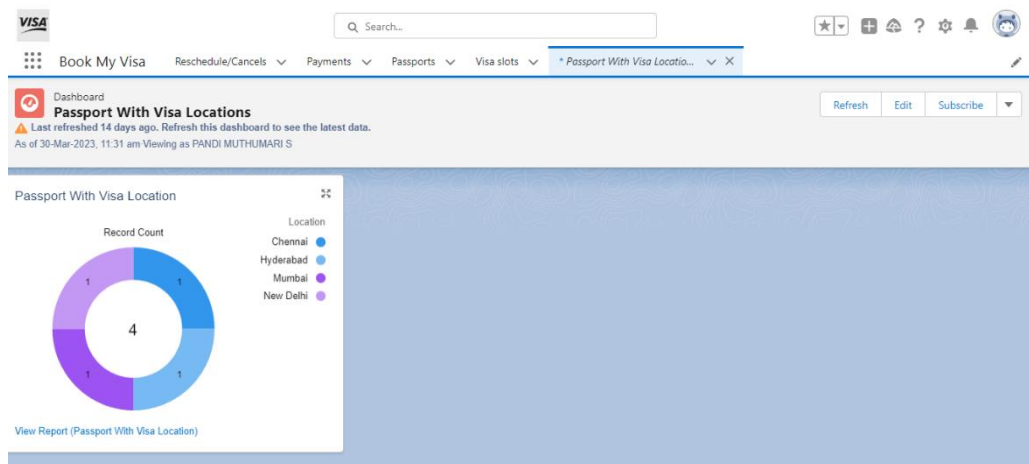 VISA
Search...
Book My Visa Reschedule/Cancels Payments Passports Visa slots * Passport With Visa Locatio...
Dashboard
Passport With Visa Locations
Refresh Edit Subscribe
Last refreshed 14 days ago. Refresh this dashboard to see the latest data.
As of 30-Mar-2023, 11:31 am·Viewing as PANDI MUTHUMARI S
Passport With Visa Location
Record Count
Location
Chennai
Hyderabad
Mumbai
New Delhi
1 1
4
1 1
View Report (Passport With Visa Location)